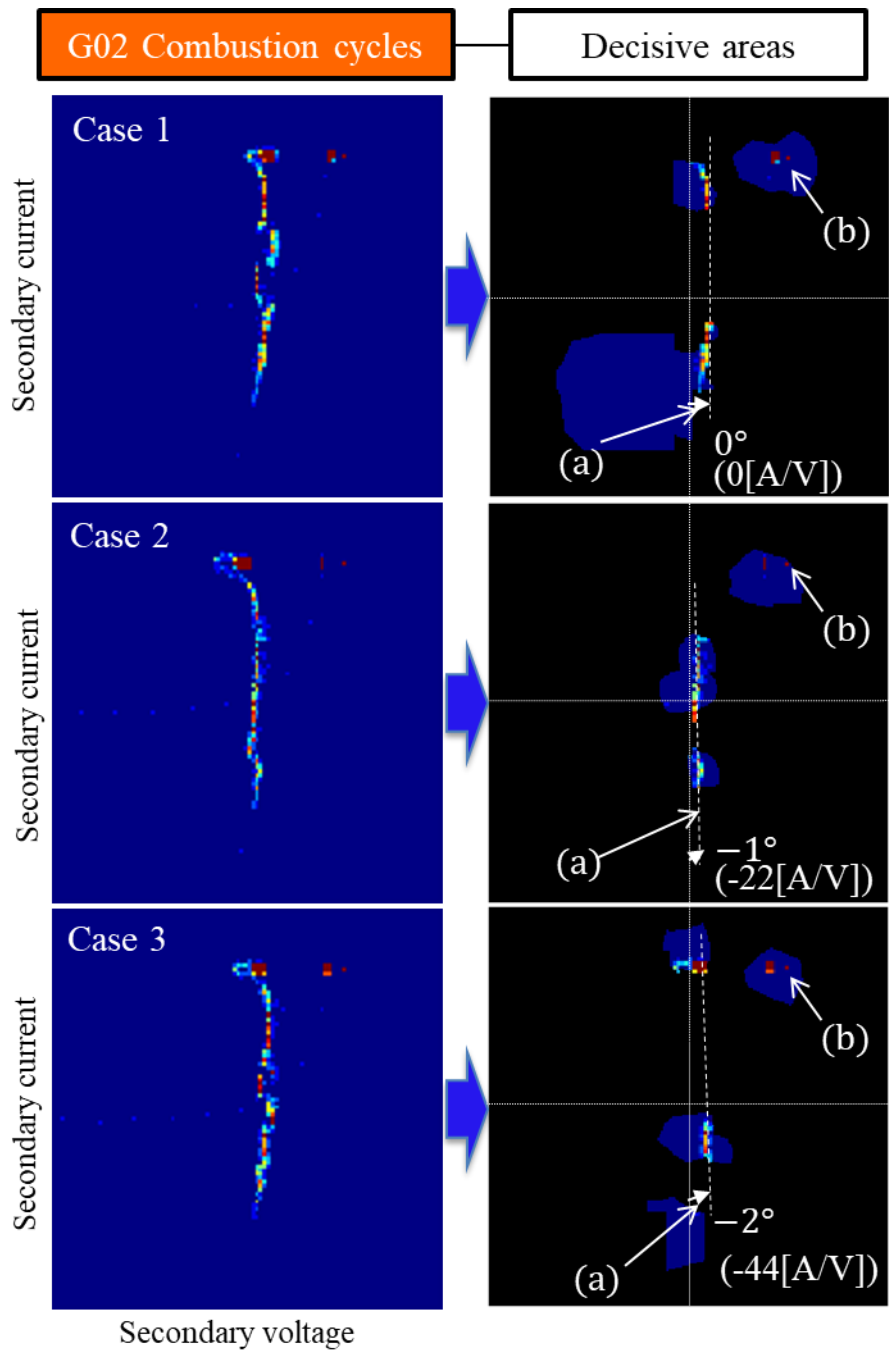 G02 Combustion cycles
Decisive areas
Case 1
Secondary current
(b)
(a)
0°
(0[A/V])
Case 2
Secondary current
(b)
(a)
−1°
(-22[A/V])
Case 3
Secondary current
(b)
(a)
−2°
(-44[A/V])
Secondary voltage